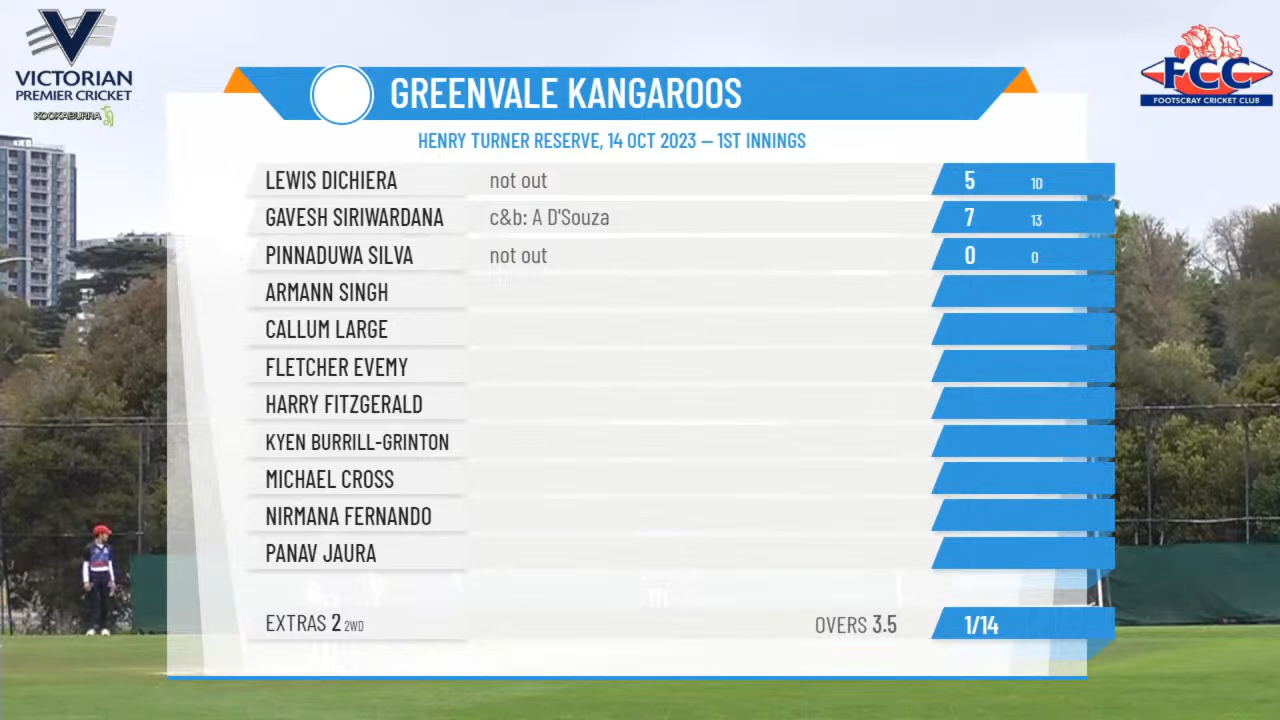 VICTORIAN
PREMIER CRICKET
KOOKABURRA
FCC
FOOTSCRAY CRICKET CLUB
GREENVALE KANGAROOS
HENRY TURNER RESERVE, 14 OCT 2023 – 1ST INNINGS
LEWIS DICHIERA not out 5 10
GAVESH SIRIWARDANA c&b: A D'Souza 7 13
PINNADUWA SILVA not out 0 0
ARMANN SINGH
CALLUM LARGE
FLETCHER EVEMY
HARRY FITZGERALD
KYEN BURRILL-GRINTON
MICHAEL CROSS
NIRMANA FERNANDO
PANAV JAURA
EXTRAS 2 2WD OVERS 3.5 1/14